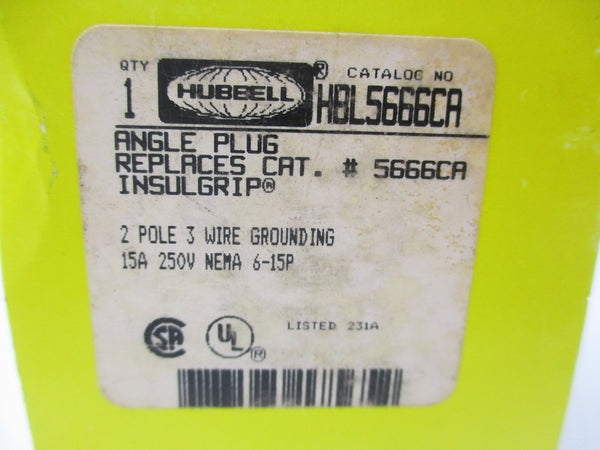 QTY
1
HUBBELL®
CATALOG NO
HBL5666CA
ANGLE PLUG
REPLACES CAT. # 5666CA
INSULGRIP®
2 POLE 3 WIRE GROUNDING
15A 250V NEMA 6-15P
SA UL® LISTED 231A